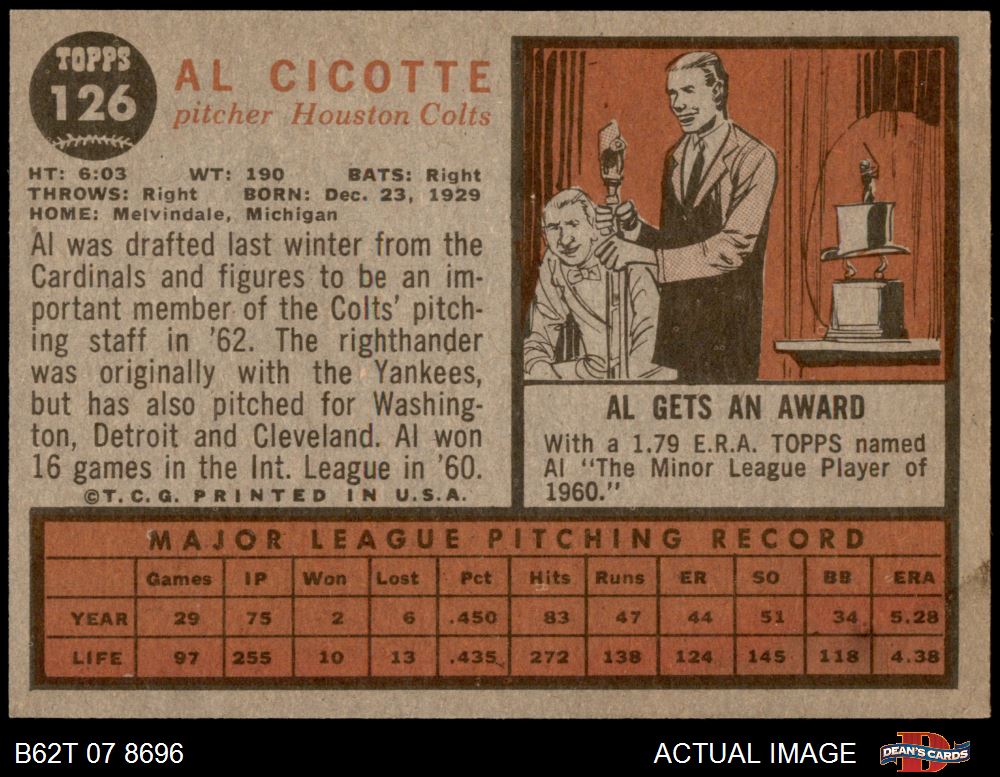 TOPPS
126
AL CICOTTE
pitcher Houston Colts
HT: 6:03 WT: 190 BATS: Right
THROWS: Right BORN: Dec. 23, 1929
HOME: Melvindale, Michigan
Al was drafted last winter from the
Cardinals and figures to be an im-
portant member of the Colts' pitch-
ing staff in '62. The righthander
was originally with the Yankees,
but has also pitched for Washing-
ton, Detroit and Cleveland. Al won
16 games in the Int. League in '60.
©T.C.G. PRINTED IN U.S.A.
AL GETS AN AWARD
With a 1.79 E.R.A. TOPPS named
Al "The Minor League Player of
1960."
MAJOR LEAGUE PITCHING RECORD
Games IP Won Lost Pct Hits Runs ER SO BB ERA
YEAR 29 75 2 6 .450 83 47 44 51 34 5.28
LIFE 97 255 10 13 .435 272 138 124 145 118 4.38
B62T 07 8696
ACTUAL IMAGE
DEAN'S CARDS